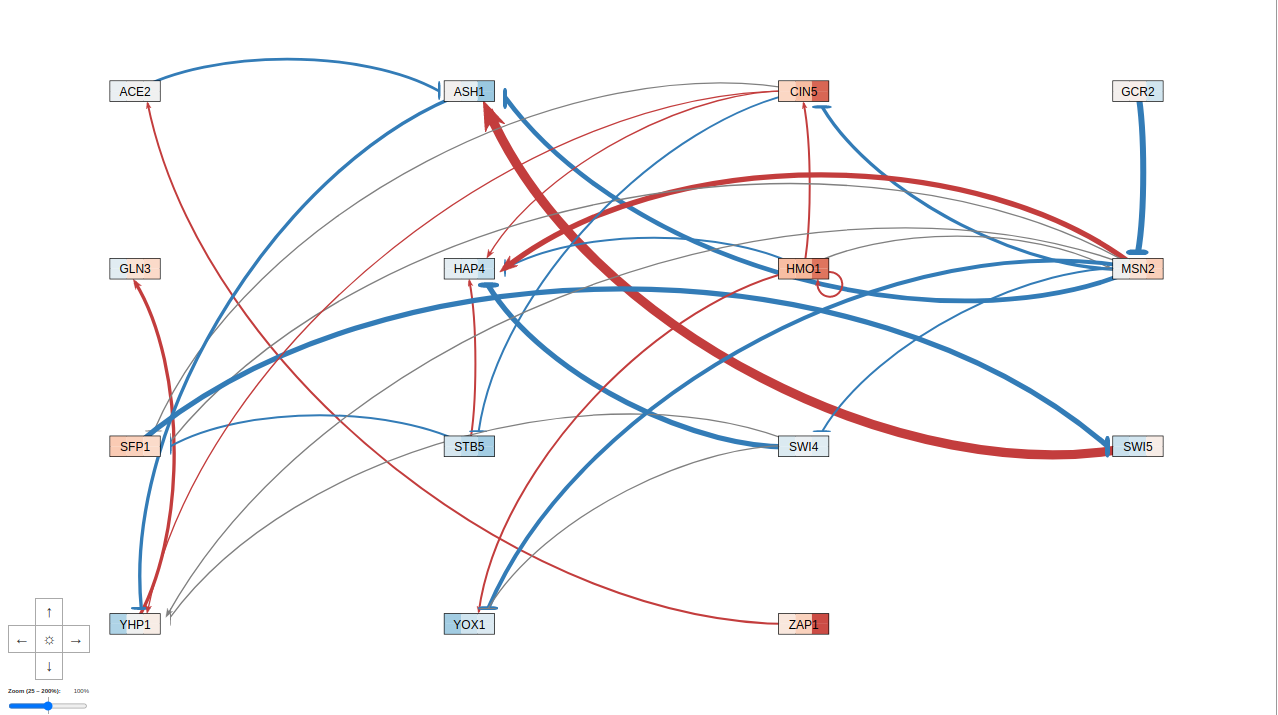 ACE2 ASH1 CIN5 GCR2
GLN3 HAP4 HMO1 MSN2
SFP1 STB5 SWI4 SWI5
YHP1 YOX1 ZAP1
↑
← ☼ →
↓
Zoom (25 – 200%): 100%